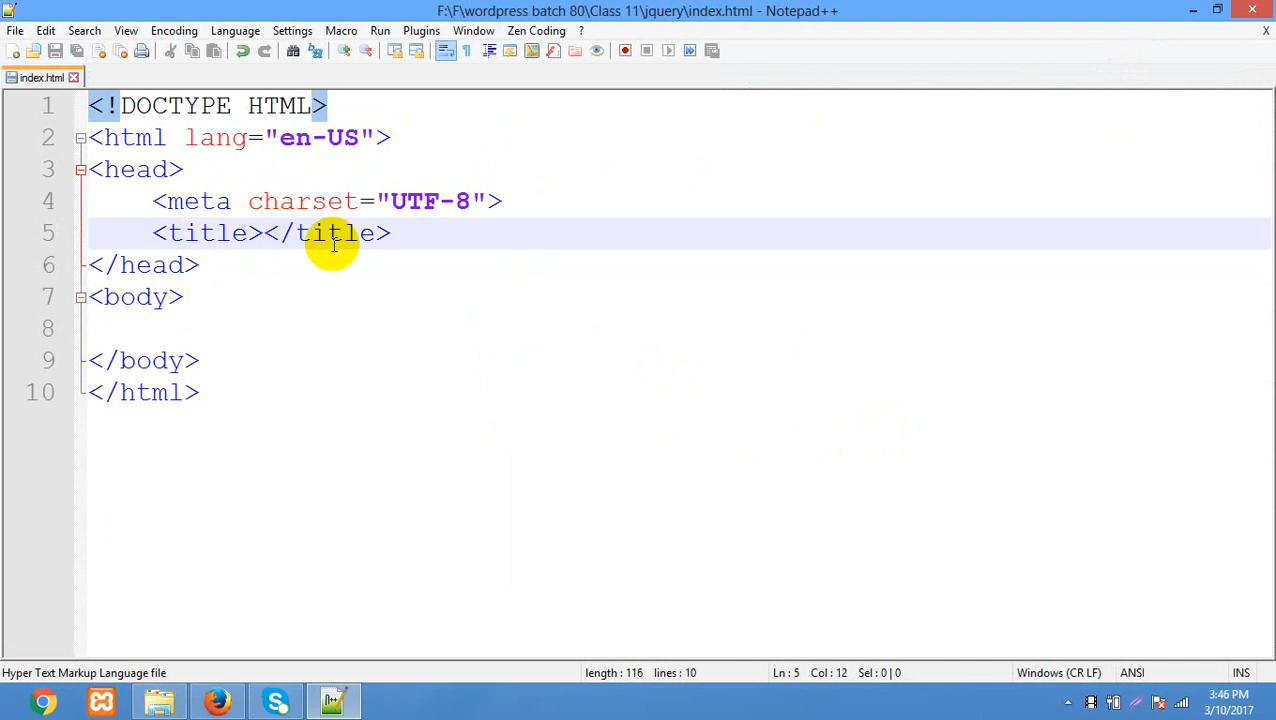 F:\F\wordpress batch 80\Class 11\jquery\index.html - Notepad++
File Edit Search View Encoding Language Settings Macro Run Plugins Window Zen Coding ? X
index.html
1 <!DOCTYPE HTML>
2 <html lang="en-US">
3 <head>
4 <meta charset="UTF-8">
5 <title></title>
6 </head>
7 <body>
8
9 </body>
10 </html>
Hyper Text Markup Language file length : 116 lines : 10 Ln : 5 Col : 12 Sel : 0 | 0 Windows (CR LF) ANSI INS
3:46 PM
3/10/2017